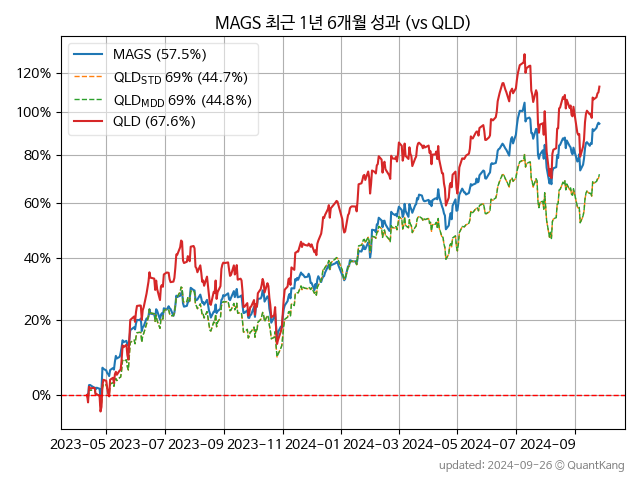 MAGS 최근 1년 6개월 성과 (vs QLD)
MAGS (57.5%)
QLD_STD 69% (44.7%)
QLD_MDD 69% (44.8%)
QLD (67.6%)
120%
100%
80%
60%
40%
20%
0%
2023-05 2023-07 2023-09 2023-11 2024-01 2024-03 2024-05 2024-07 2024-09
updated: 2024-09-26 © QuantKang